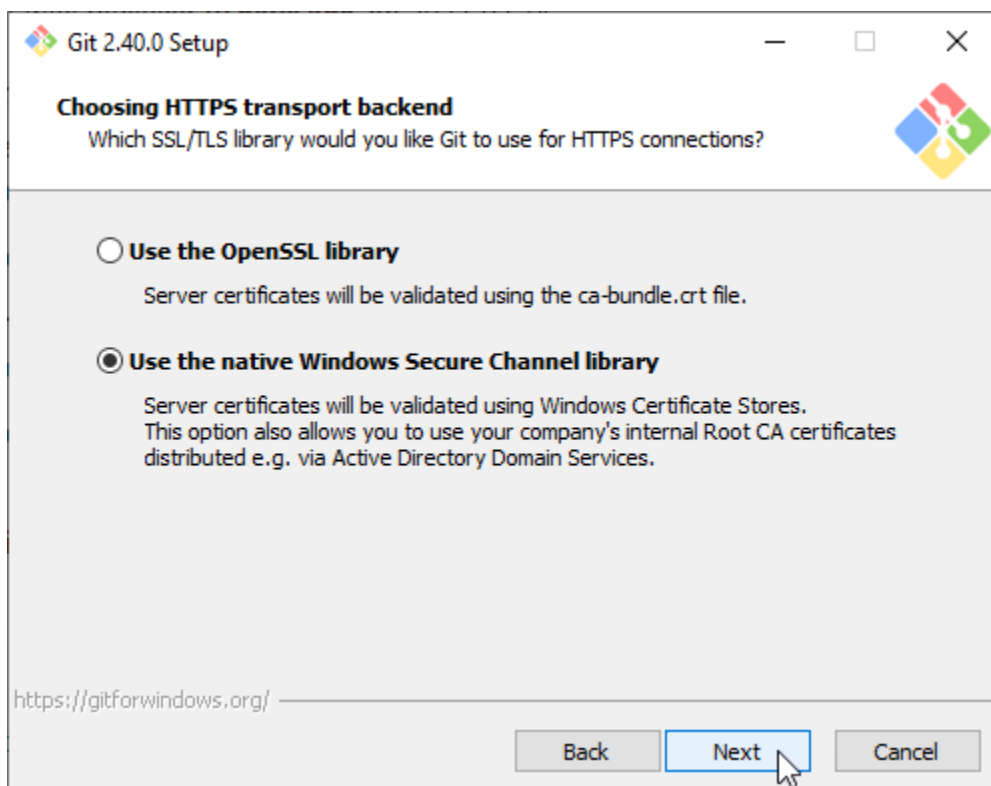 Git 2.40.0 Setup
Choosing HTTPS transport backend
Which SSL/TLS library would you like Git to use for HTTPS connections?
Use the OpenSSL library
Server certificates will be validated using the ca-bundle.crt file.
Use the native Windows Secure Channel library
Server certificates will be validated using Windows Certificate Stores.
This option also allows you to use your company's internal Root CA certificates
distributed e.g. via Active Directory Domain Services.
https://gitforwindows.org/
Back Next Cancel